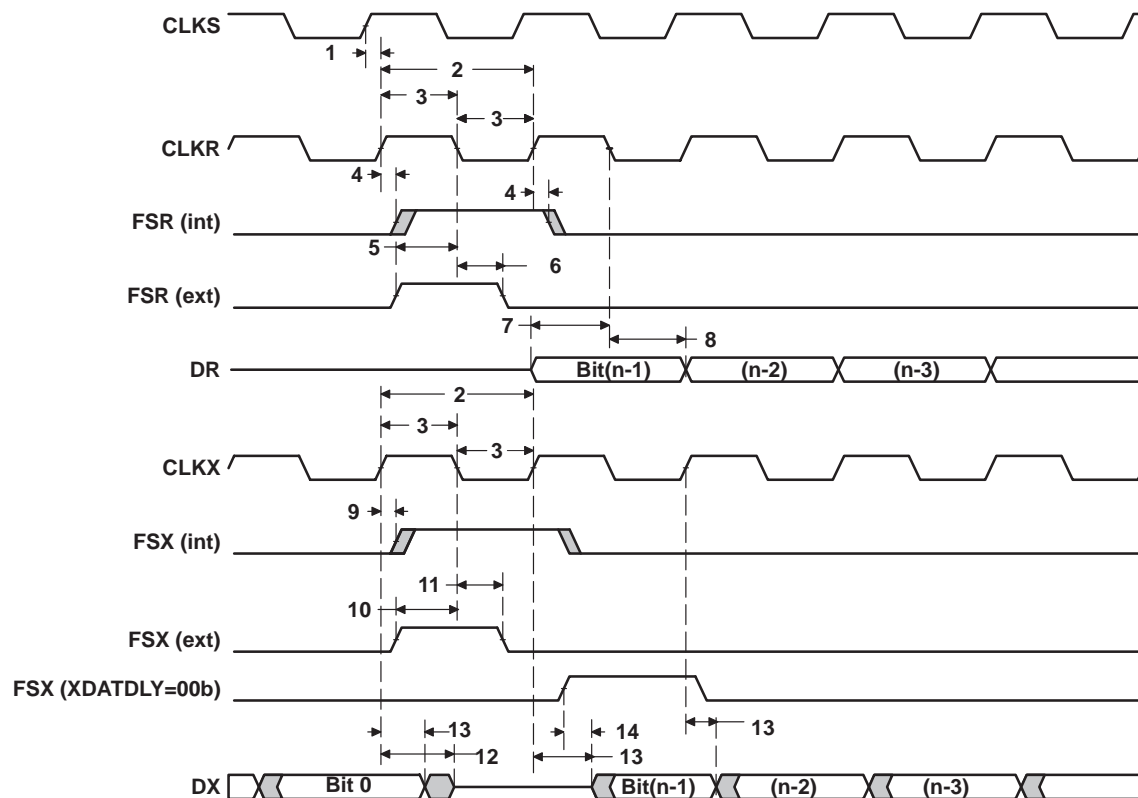 CLKS
1
2
3
3
CLKR
4
4
FSR (int)
5
6
FSR (ext)
7
8
DR
Bit(n-1)
(n-2)
(n-3)
2
3
3
CLKX
9
FSX (int)
11
10
FSX (ext)
FSX (XDATDLY=00b)
13
14
13
12
13
DX
Bit 0
Bit(n-1)
(n-2)
(n-3)